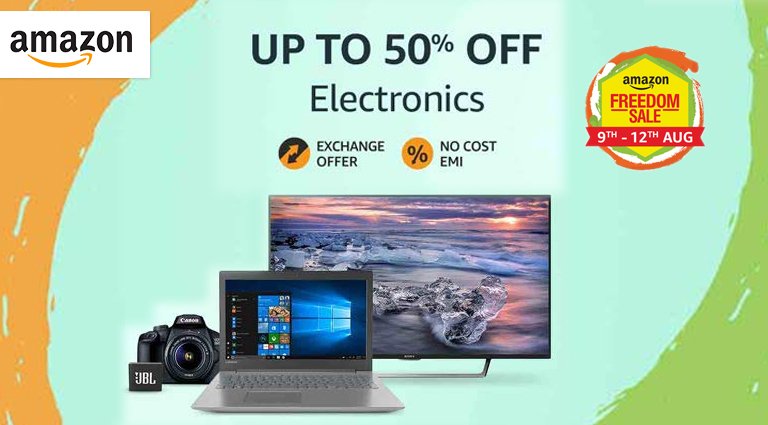 amazon
UP TO 50% OFF
Electronics
EXCHANGE
OFFER
NO COST
EMI
amazon
FREEDOM
SALE
9TH - 12TH AUG
Canon
JBL
SONY